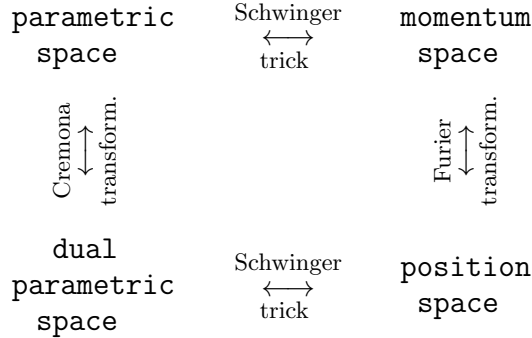 parametric
space
Schwinger
trick
momentum
space
Cremona
transform.
Furier
transform.
dual
parametric
space
Schwinger
trick
position
space